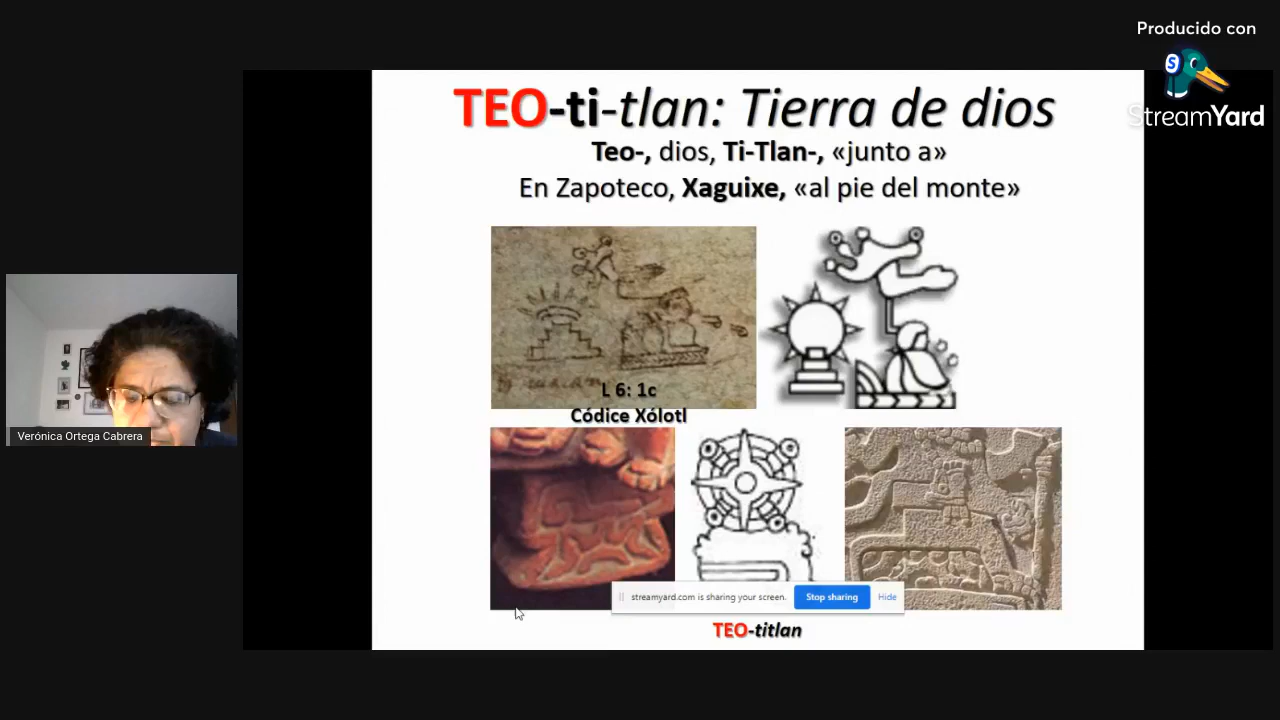 Producido con
StreamYard
TEO-ti-tlan: Tierra de dios
Teo-, dios, Ti-Tlan-, «junto a»
En Zapoteco, Xaguixe, «al pie del monte»
L 6: 1c
Códice Xólotl
Verónica Ortega Cabrera
streamyard.com is sharing your screen.
Stop sharing
Hide
TEO-titlan